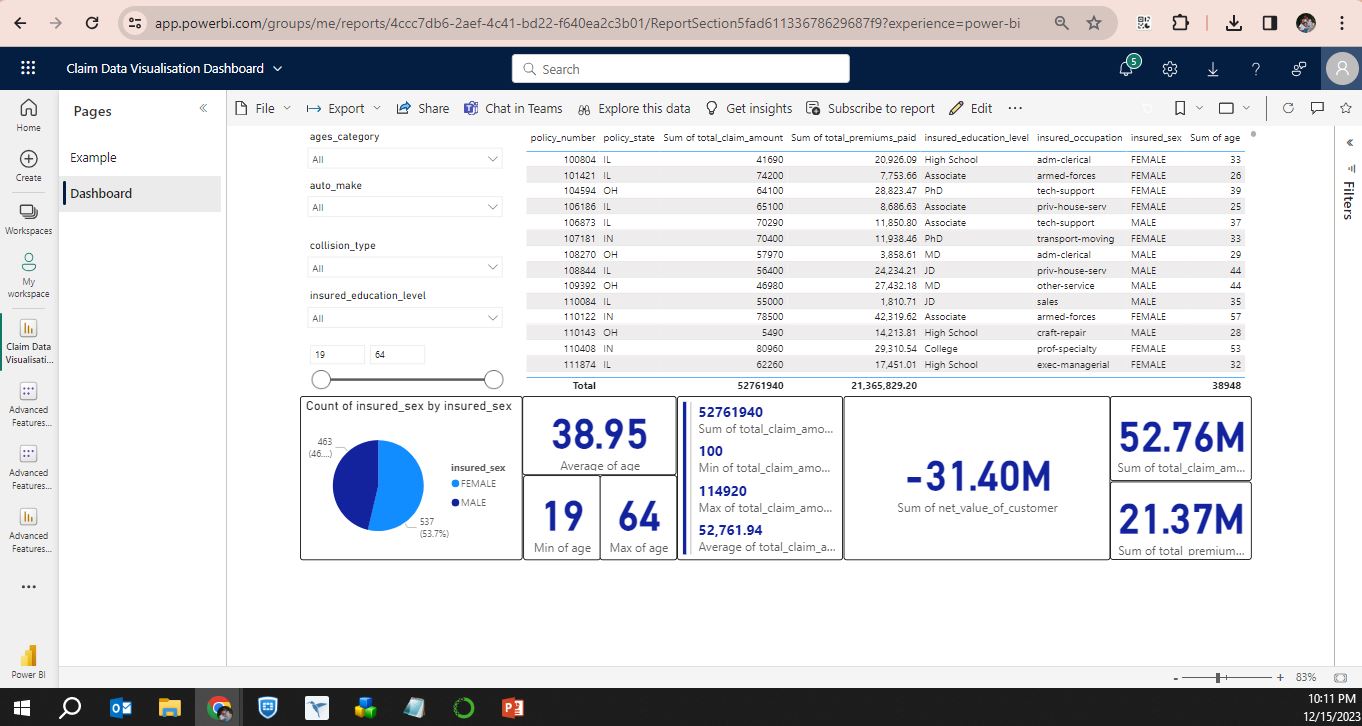 app.powerbi.com/groups/me/reports/4ccc7db6-2aef-4c41-bd22-f640ea2c3b01/ReportSection5fad61133678629687f9?experience=power-bi
Claim Data Visualisation Dashboard
Search
5
Home
Create
Workspaces
My
workspace
Claim Data
Visualisati...
Advanced
Features...
Advanced
Features...
Advanced
Features...
Power BI
Pages
Example
Dashboard
File Export Share Chat in Teams Explore this data Get insights Subscribe to report Edit
ages_category
All
auto_make
All
collision_type
All
insured_education_level
All
19 64
policy_number policy_state Sum of total_claim_amount Sum of total_premiums_paid insured_education_level insured_occupation insured_sex Sum of age
100804 IL 41690 20,926.09 High School adm-clerical FEMALE 33
101421 IL 74200 7,753.66 Associate armed-forces FEMALE 26
104594 OH 64100 28,823.47 PhD tech-support FEMALE 39
106186 IL 65100 8,686.63 Associate priv-house-serv FEMALE 25
106873 IL 70290 11,850.80 Associate tech-support MALE 37
107181 IN 70400 11,938.46 PhD transport-moving FEMALE 33
108270 OH 57970 3,858.61 MD adm-clerical MALE 29
108844 IL 56400 24,234.21 JD priv-house-serv MALE 44
109392 OH 46980 27,432.18 MD other-service MALE 44
110084 IL 55000 1,810.71 JD sales MALE 35
110122 IN 78500 42,319.62 Associate armed-forces FEMALE 57
110143 OH 5490 14,213.81 High School craft-repair MALE 28
110408 IN 80960 29,310.54 College prof-specialty FEMALE 53
111874 IL 62260 17,451.01 High School exec-managerial FEMALE 32
Total 52761940 21,365,829.20 38948
Filters
Count of insured_sex by insured_sex
463
(46....)
537
(53.7%)
insured_sex
FEMALE
MALE
38.95
Average of age
19
Min of age
64
Max of age
52761940
Sum of total_claim_amo...
100
Min of total_claim_amo...
114920
Max of total_claim_amo...
52,761.94
Average of total_claim_a...
-31.40M
Sum of net_value_of_customer
52.76M
Sum of total_claim_am...
21.37M
Sum of total_premium...
- + 83%
10:11 PM
12/15/2023